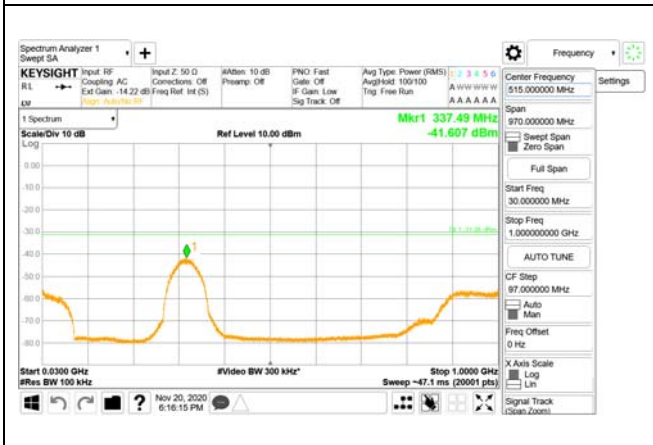 Spectrum Analyzer 1
Swept SA
Frequency
KEYSIGHT
Input: RF
Coupling: AC
Ext Gain: -14.22 dB
Align: Auto/No RF
Input Z: 50 Ω
Corrections: Off
Freq Ref: Int (S)
#Atten: 10 dB
Preamp: Off
PNO: Fast
Gate: Off
IF Gain: Low
Sig Track: Off
Avg Type: Power (RMS)
Avg|Hold: 100/100
Trig: Free Run
1 2 3 4 5 6
A W W W W W
A A A A A A
RL
1 Spectrum
Scale/Div 10 dB
Log
Ref Level 10.00 dBm
Mkr1 337.49 MHz
-41.607 dBm
0.00
-10.0
-20.0
-30.0
-40.0
-50.0
-60.0
-70.0
-80.0
1
Start 0.0300 GHz
#Res BW 100 kHz
#Video BW 300 kHz*
Stop 1.0000 GHz
Sweep ~47.1 ms (20001 pts)
Nov 20, 2020
6:16:15 PM
Center Frequency
515.000000 MHz
Settings
Span
970.000000 MHz
Swept Span
Zero Span
Full Span
Start Freq
30.000000 MHz
Stop Freq
1.000000000 GHz
AUTO TUNE
CF Step
97.000000 MHz
Auto
Man
Freq Offset
0 Hz
X Axis Scale
Log
Lin
Signal Track
(Span Zoom)